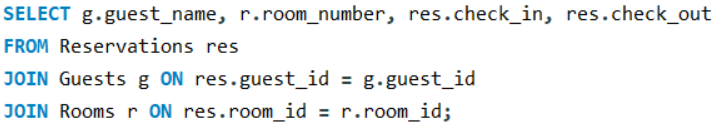 SELECT g.guest_name, r.room_number, res.check_in, res.check_out
FROM Reservations res
JOIN Guests g ON res.guest_id = g.guest_id
JOIN Rooms r ON res.room_id = r.room_id;